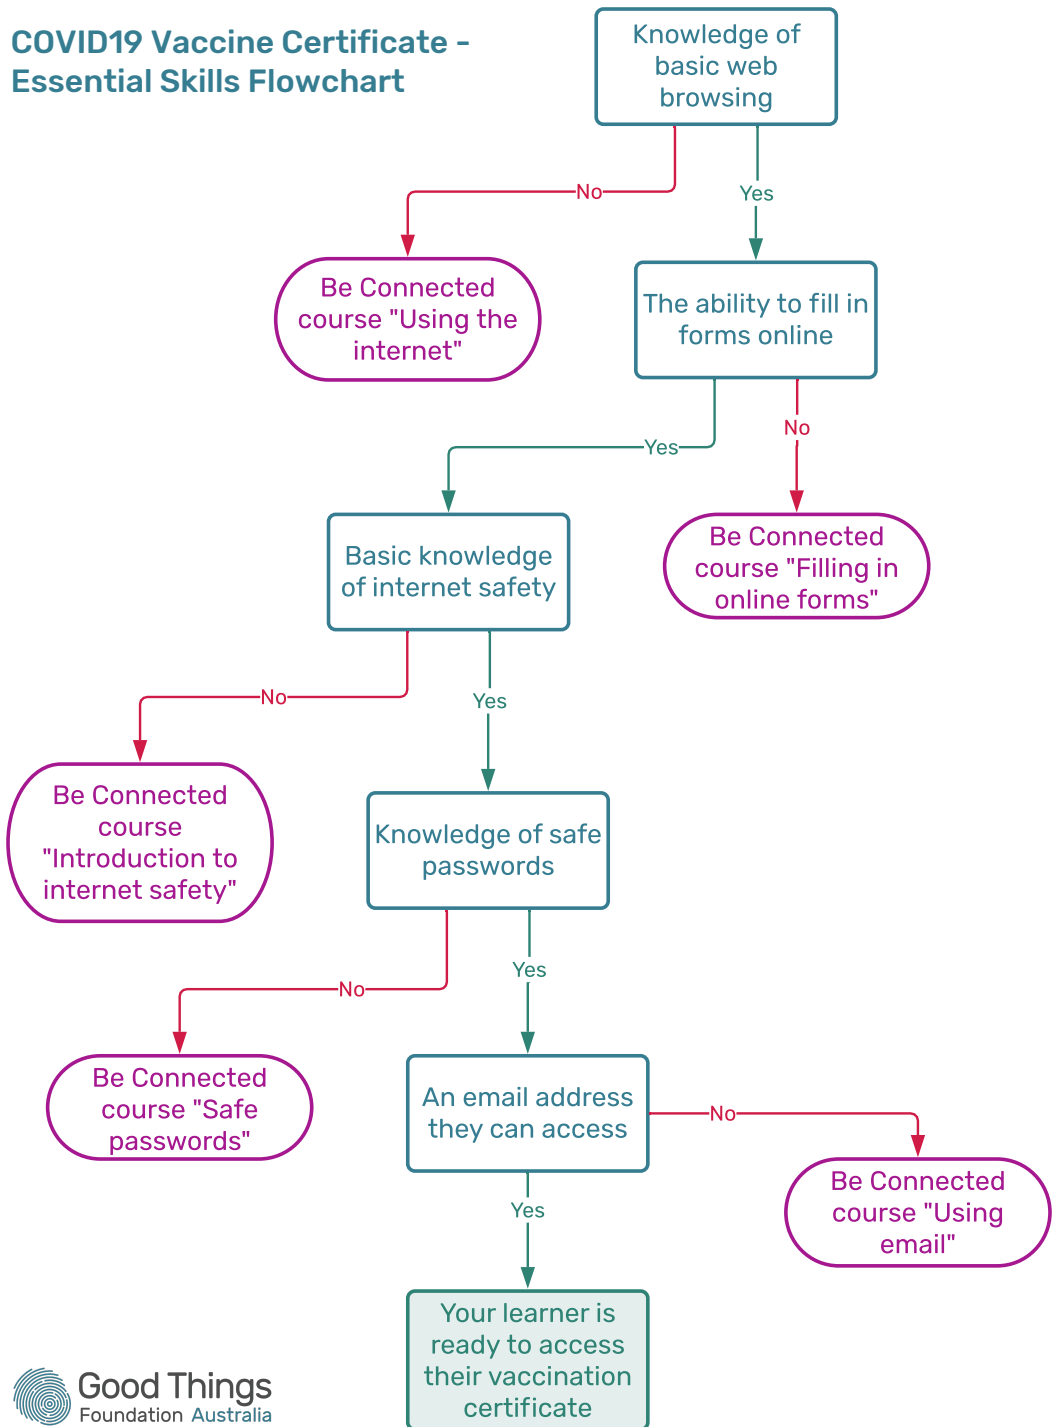 COVID19 Vaccine Certificate -
Essential Skills Flowchart
Knowledge of
basic web
browsing
No
Yes
Be Connected
course "Using the
internet"
The ability to fill in
forms online
Yes
No
Basic knowledge
of internet safety
Be Connected
course "Filling in
online forms"
No
Yes
Be Connected
course
"Introduction to
internet safety"
Knowledge of safe
passwords
No
Yes
Be Connected
course "Safe
passwords"
An email address
they can access
No
Yes
Be Connected
course "Using
email"
Your learner is
ready to access
their vaccination
certificate
Good Things
Foundation Australia